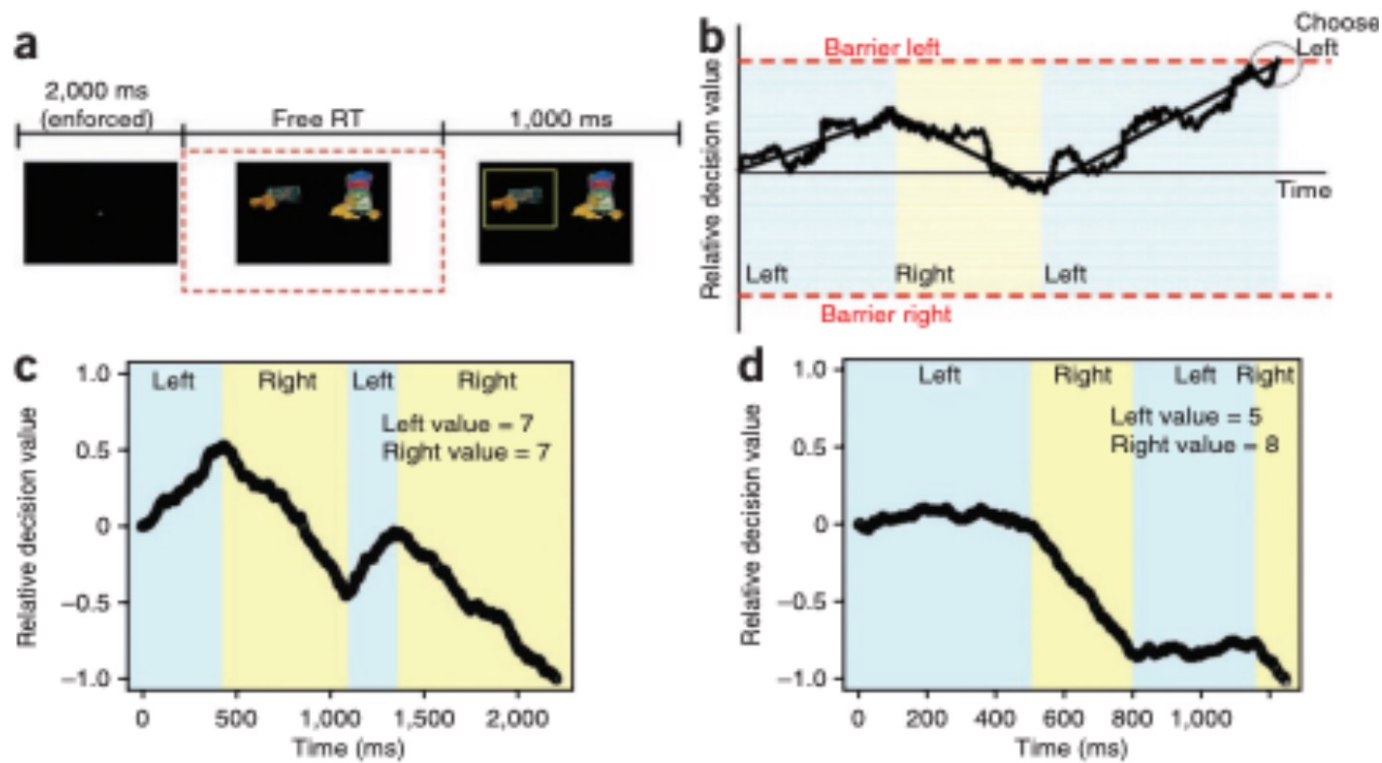 a
2,000 ms
(enforced)
Free RT
1,000 ms
b
Relative decision value
Barrier left
Choose
Left
Time
Left
Right
Left
Barrier right
c
Relative decision value
1.0
0.5
0
–0.5
–1.0
Left
Right
Left
Right
Left value = 7
Right value = 7
0
500
1,000
1,500
2,000
Time (ms)
d
Relative decision value
1.0
0.5
0
–0.5
–1.0
Left
Right
Left
Right
Left value = 5
Right value = 8
0
200
400
600
800
1,000
Time (ms)